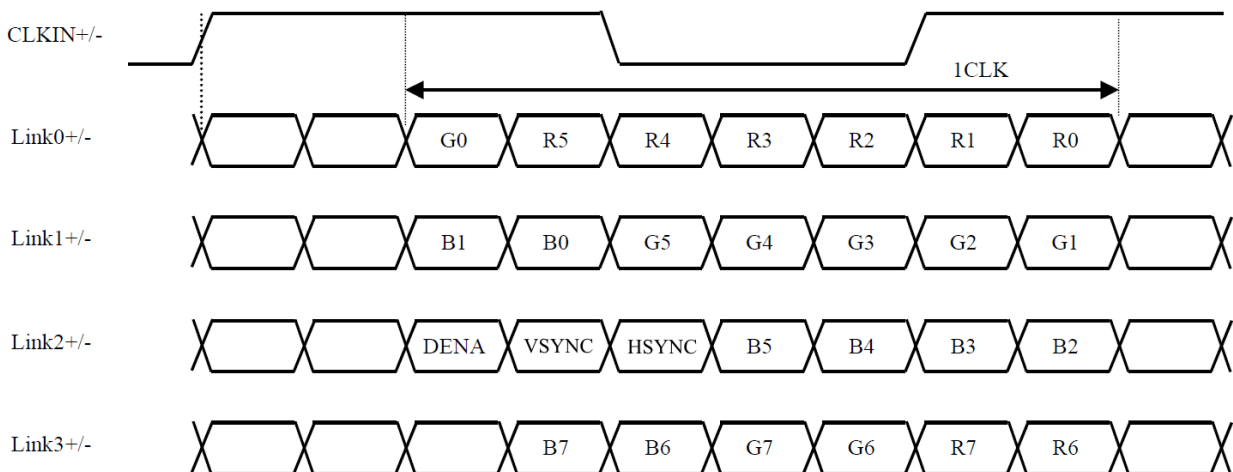 CLKIN+/-
1CLK
Link0+/- G0 R5 R4 R3 R2 R1 R0
Link1+/- B1 B0 G5 G4 G3 G2 G1
Link2+/- DENA VSYNC HSYNC B5 B4 B3 B2
Link3+/- B7 B6 G7 G6 R7 R6